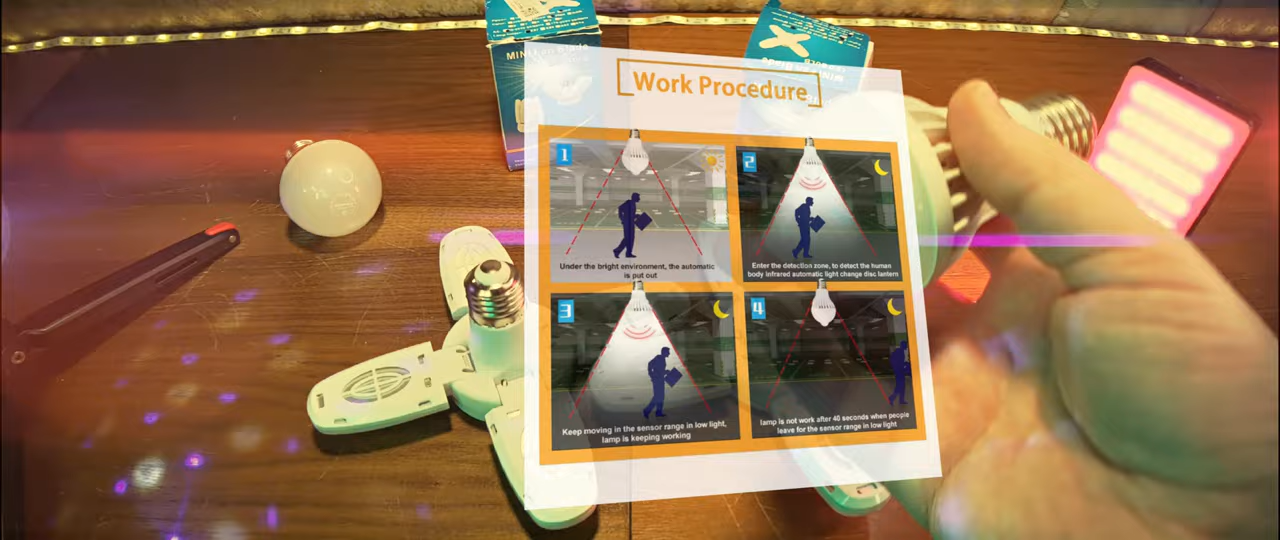 MINI Fan Blade
Work Procedure
1
Under the bright environment, the automatic
is put out
2
Enter the detection zone, to detect the human
body infrared automatic light change disc lantern
3
Keep moving in the sensor range in low light,
lamp is keeping working
4
lamp is not work after 40 seconds when people
leave for the sensor range in low light